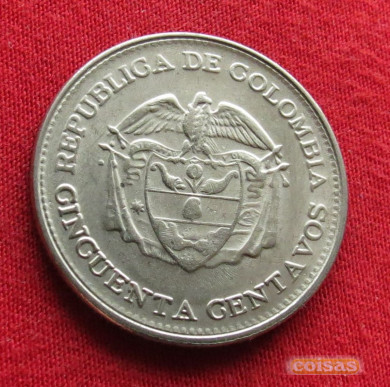 REPUBLICA DE COLOMBIA
CINCUENTA CENTAVOS
coisas